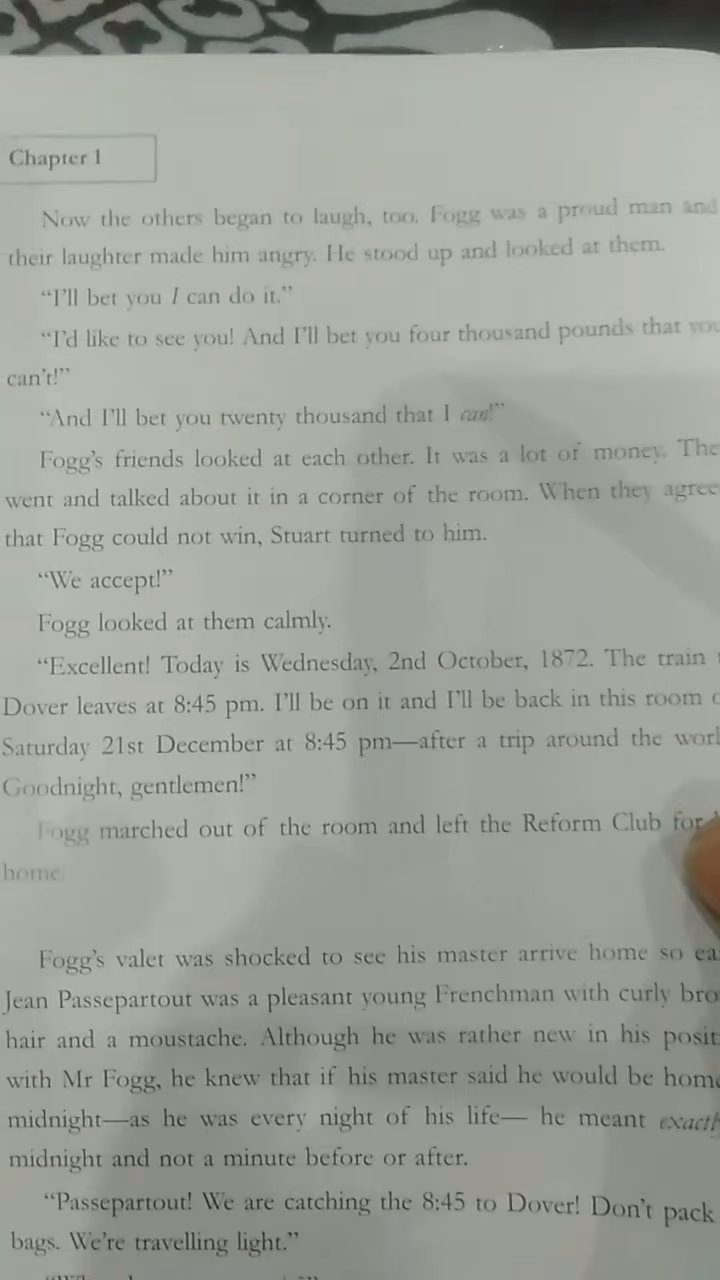 Chapter 1
Now the others began to laugh, too. Fogg was a proud man and
their laughter made him angry. He stood up and looked at them.
“I’ll bet you I can do it.”
“I’d like to see you! And I’ll bet you four thousand pounds that you
can’t!”
“And I’ll bet you twenty thousand that I can!”
Fogg’s friends looked at each other. It was a lot of money. The
went and talked about it in a corner of the room. When they agree
that Fogg could not win, Stuart turned to him.
“We accept!”
Fogg looked at them calmly.
“Excellent! Today is Wednesday, 2nd October, 1872. The train
Dover leaves at 8:45 pm. I’ll be on it and I’ll be back in this room
Saturday 21st December at 8:45 pm—after a trip around the worl
Goodnight, gentlemen!”
Fogg marched out of the room and left the Reform Club for
home.
Fogg’s valet was shocked to see his master arrive home so ea
Jean Passepartout was a pleasant young Frenchman with curly bro
hair and a moustache. Although he was rather new in his posit
with Mr Fogg, he knew that if his master said he would be home
midnight—as he was every night of his life— he meant exactl
midnight and not a minute before or after.
“Passepartout! We are catching the 8:45 to Dover! Don’t pack
bags. We’re travelling light.”